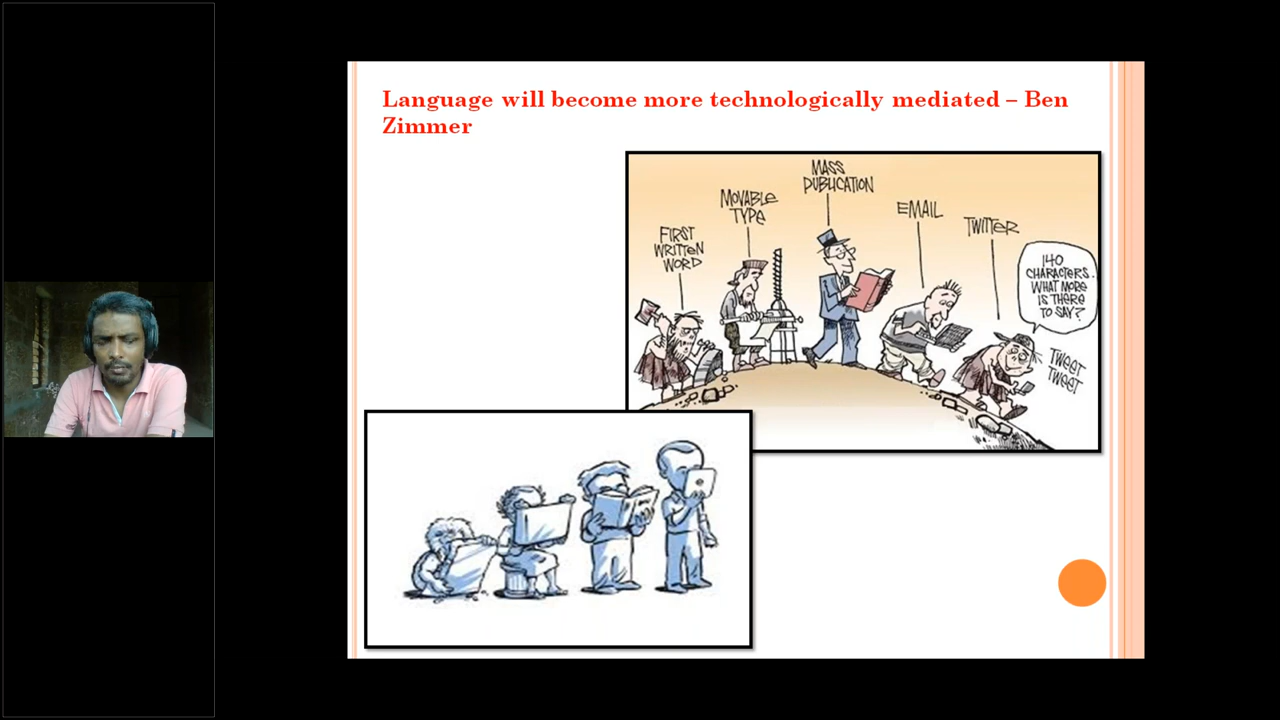 Language will become more technologically mediated – Ben
Zimmer
FIRST
WRITTEN
WORD
MOVABLE
TYPE
MASS
PUBLICATION
EMAIL
TWITTER
140
CHARACTERS.
WHAT MORE
IS THERE
TO SAY?
TWEET
TWEET